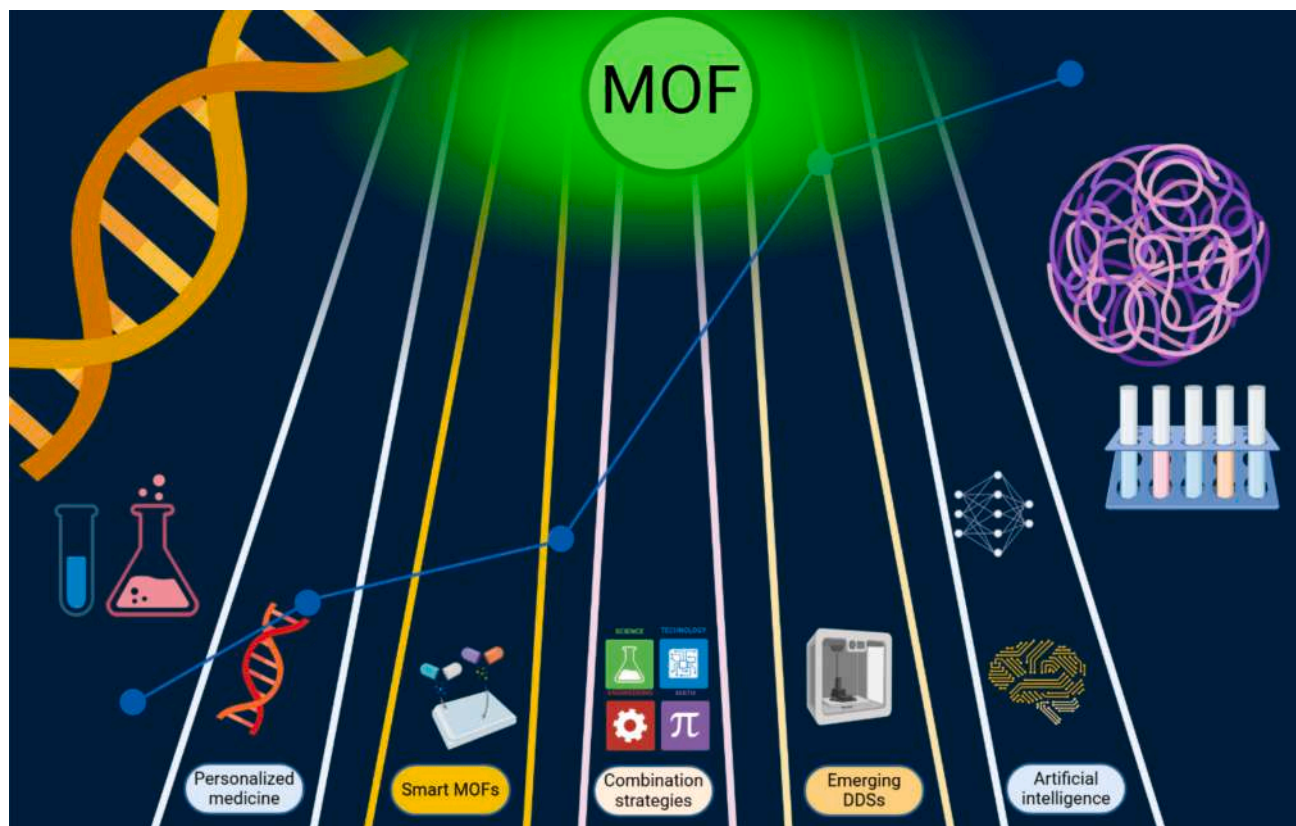 MOF
SCIENCE
TECHNOLOGY
ENGINEERING
MATH
π
Personalized
medicine
Smart MOFs
Combination
strategies
Emerging
DDSs
Artificial
intelligence